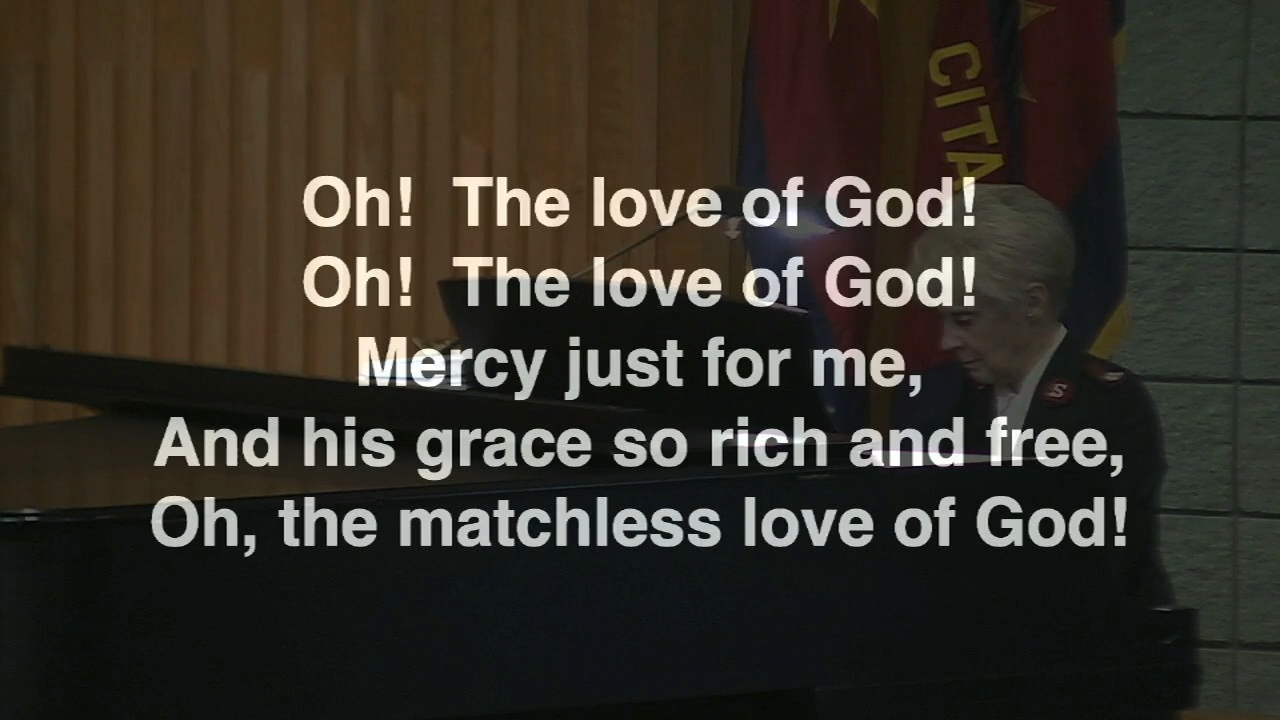 CITA
Oh! The love of God!
Oh! The love of God!
Mercy just for me,
And his grace so rich and free,
Oh, the matchless love of God!
S